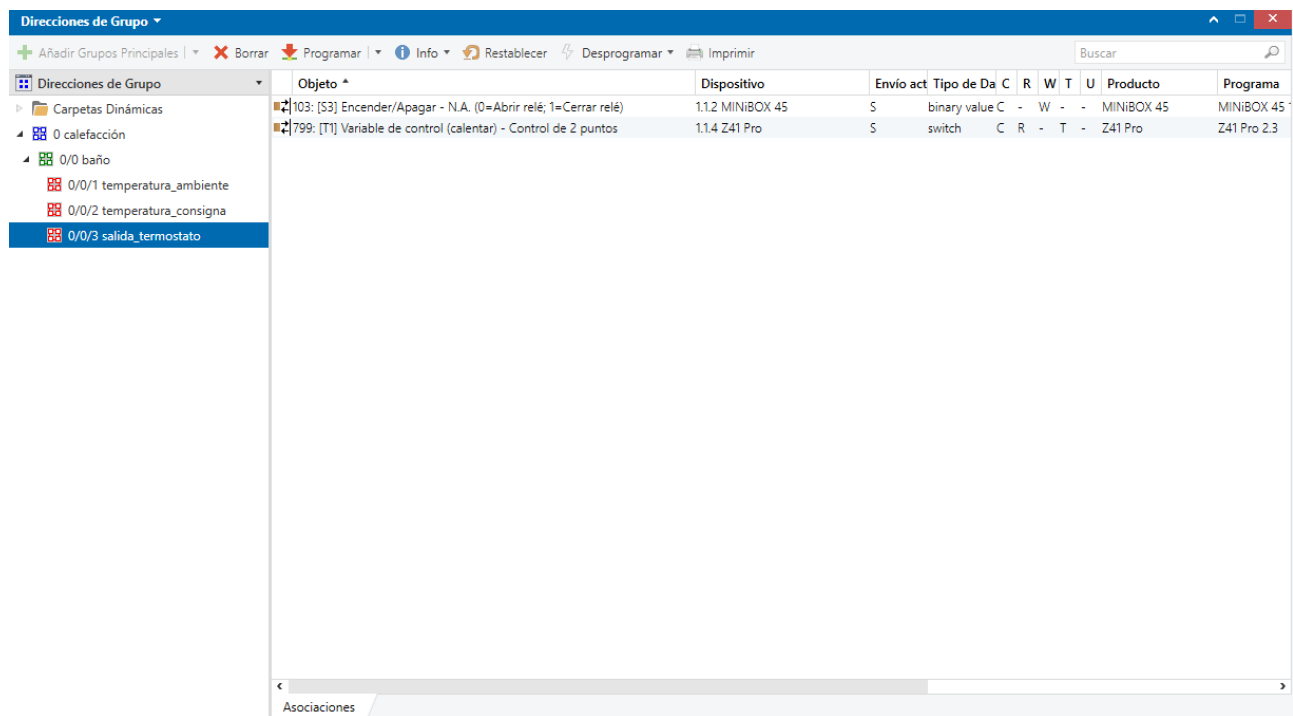 Direcciones de Grupo
Añadir Grupos Principales Borrar Programar Info Restablecer Desprogramar Imprimir Buscar
Direcciones de Grupo Objeto Dispositivo Envío act Tipo de Da C R W T U Producto Programa
Carpetas Dinámicas 103: [S3] Encender/Apagar - N.A. (0=Abrir relé; 1=Cerrar relé) 1.1.2 MINiBOX 45 S binary value C - W - - MINiBOX 45 MINiBOX 45 1
0 calefacción 799: [T1] Variable de control (calentar) - Control de 2 puntos 1.1.4 Z41 Pro S switch C R - T - Z41 Pro Z41 Pro 2.3
0/0 baño
0/0/1 temperatura_ambiente
0/0/2 temperatura_consigna
0/0/3 salida_termostato
Asociaciones